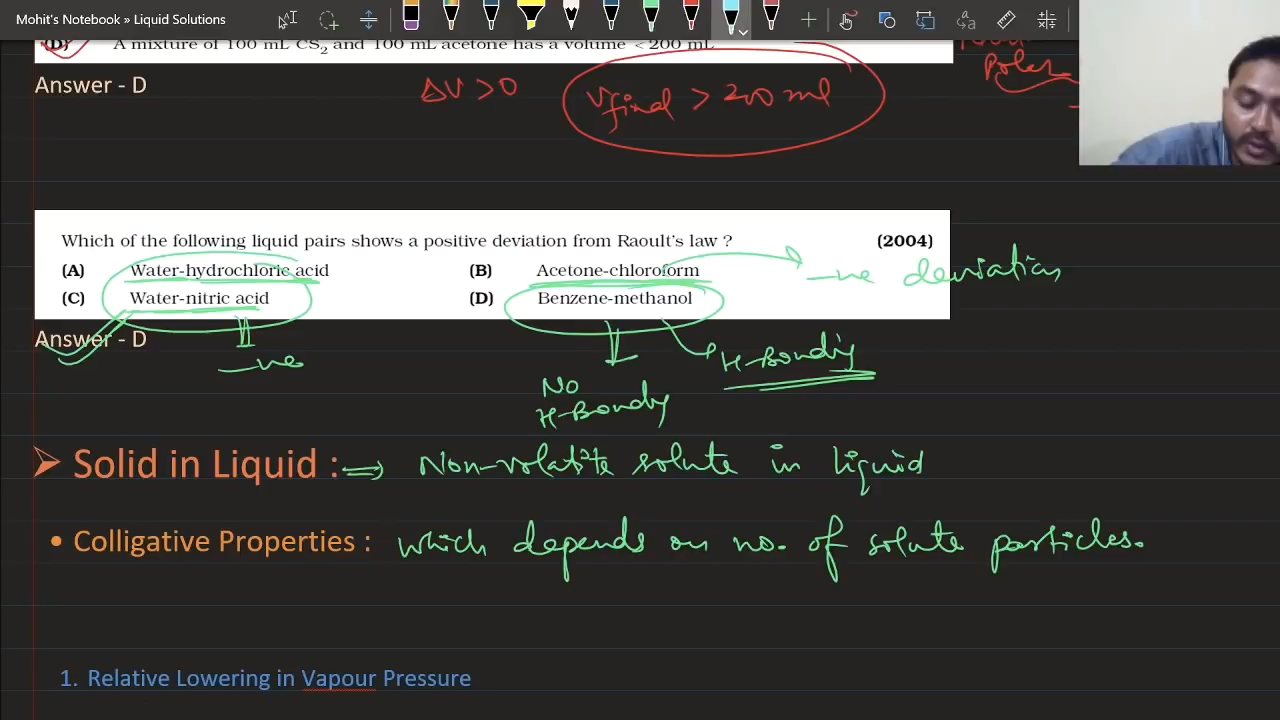 Mohit's Notebook » Liquid Solutions
(D) A mixture of 100 mL CS2 and 100 mL acetone has a volume < 200 mL
Polar
Answer - D
ΔV > 0
Vfinal > 200 ml
Which of the following liquid pairs shows a positive deviation from Raoult's law ? (2004)
(A) Water-hydrochloric acid (B) Acetone-chloroform
-ve deviation
(C) Water-nitric acid (D) Benzene-methanol
Answer - D
-ve
H-Bonding
No
H-Bonding
Solid in Liquid : ⇒ Non-volatile solute in liquid
• Colligative Properties : which depends on no. of solute particles.
1. Relative Lowering in Vapour Pressure